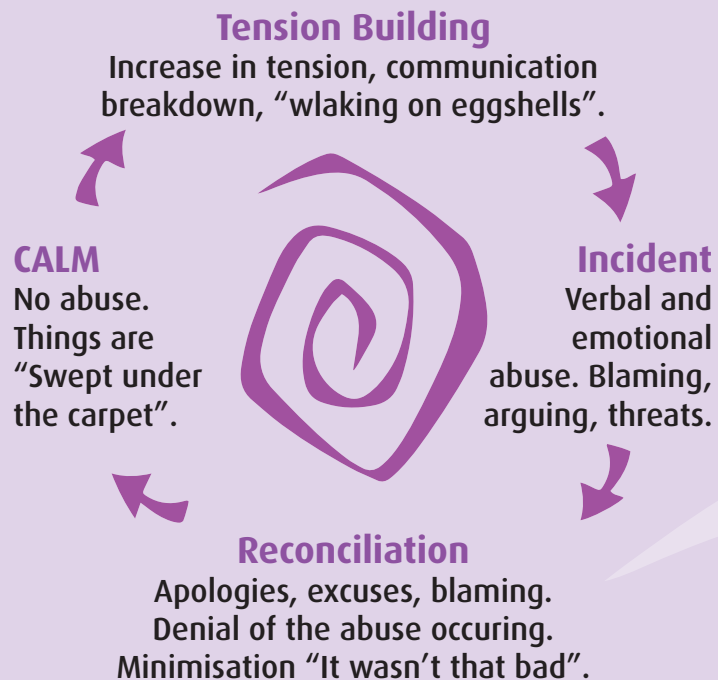 Tension Building
Increase in tension, communication
breakdown, “wlaking on eggshells”.
CALM
No abuse.
Things are
“Swept under
the carpet”.
Incident
Verbal and
emotional
abuse. Blaming,
arguing, threats.
Reconciliation
Apologies, excuses, blaming.
Denial of the abuse occuring.
Minimisation “It wasn’t that bad”.